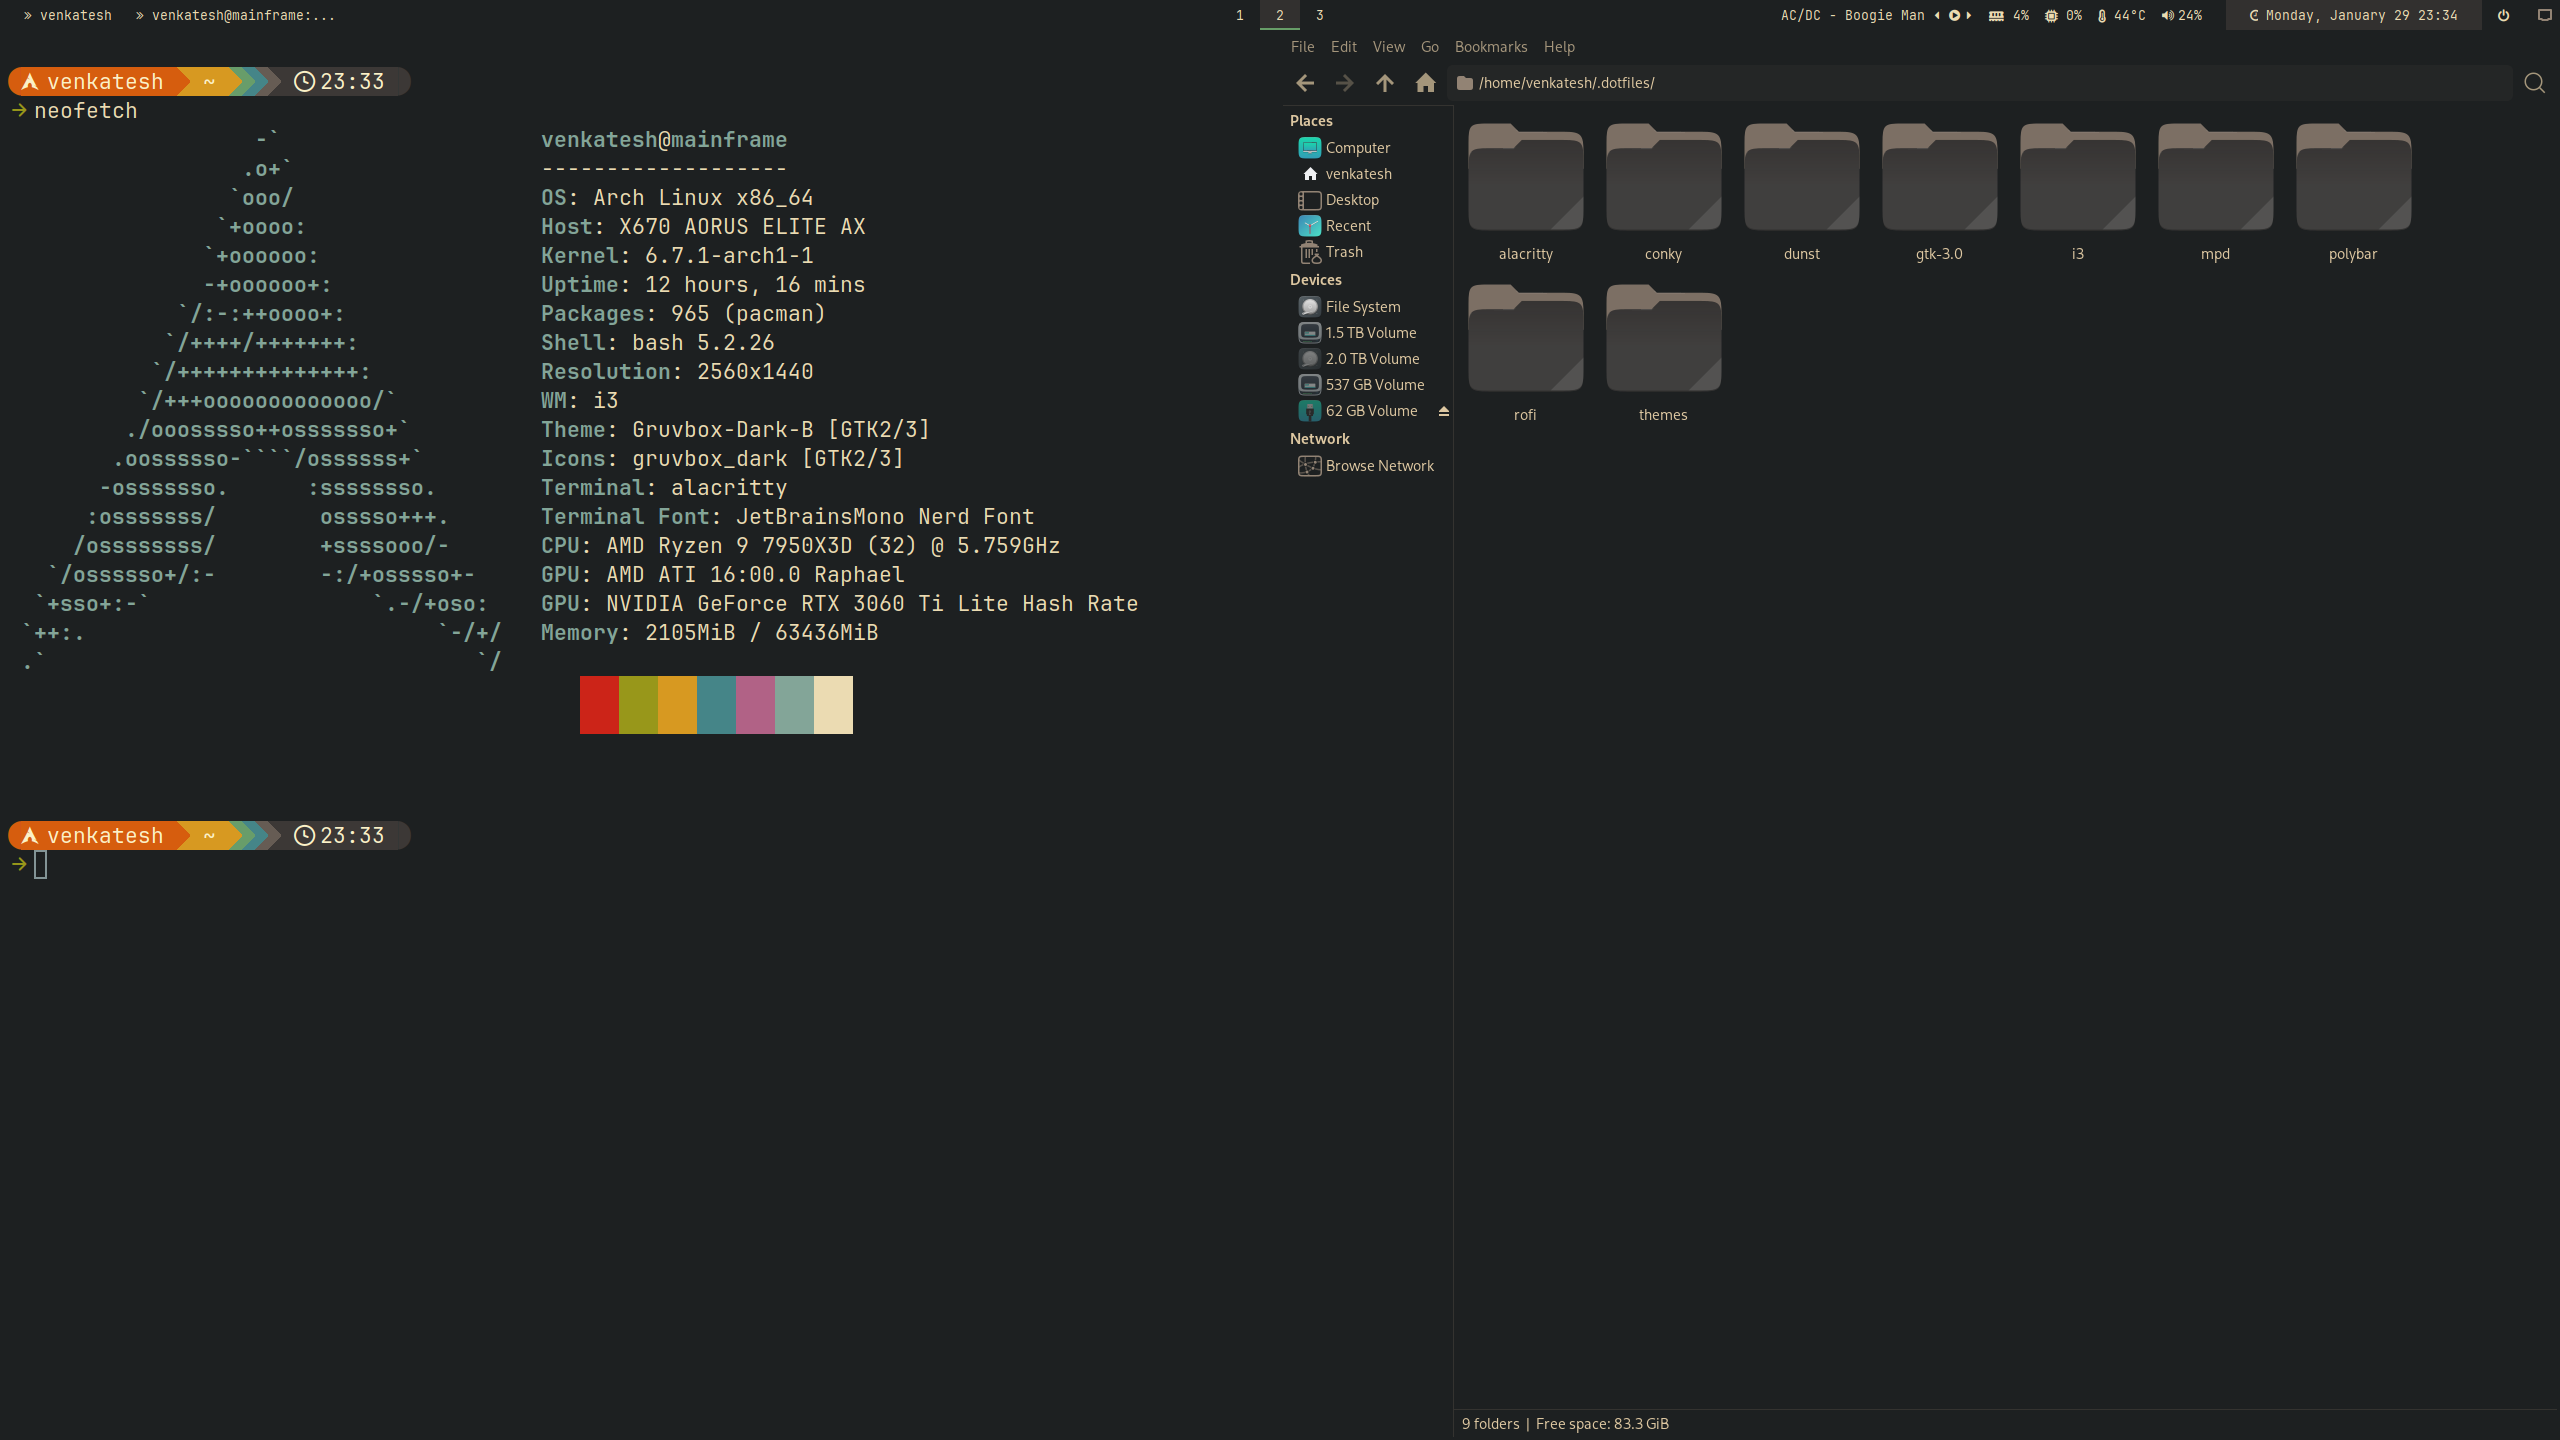 » venkatesh » venkatesh@mainframe:...
1 2 3
AC/DC - Boogie Man 4% 0% 44°C 24% Monday, January 29 23:34
venkatesh ~ 23:33
→ neofetch
-`
.o+`
`ooo/
`+oooo:
`+oooooo:
-+oooooo+:
`/:-:++oooo+:
`/++++/+++++++:
`/++++++++++++++:
`/+++ooooooooooooo/`
./ooosssso++osssssso+`
.oossssso-````/ossssss+`
-osssssso.      :ssssssso.
:osssssss/        osssso+++.
/ossssssss/        +ssssooo/-
`/ossssso+/:-        -:/+osssso+-
`+sso+:-`                 `.-/+oso:
`++:.                           `-/+/
.`                                 `/
venkatesh@mainframe
-------------------
OS: Arch Linux x86_64
Host: X670 AORUS ELITE AX
Kernel: 6.7.1-arch1-1
Uptime: 12 hours, 16 mins
Packages: 965 (pacman)
Shell: bash 5.2.26
Resolution: 2560x1440
WM: i3
Theme: Gruvbox-Dark-B [GTK2/3]
Icons: gruvbox_dark [GTK2/3]
Terminal: alacritty
Terminal Font: JetBrainsMono Nerd Font
CPU: AMD Ryzen 9 7950X3D (32) @ 5.759GHz
GPU: AMD ATI 16:00.0 Raphael
GPU: NVIDIA GeForce RTX 3060 Ti Lite Hash Rate
Memory: 2105MiB / 63436MiB
venkatesh ~ 23:33
→
File Edit View Go Bookmarks Help
/home/venkatesh/.dotfiles/
Places
Computer
venkatesh
Desktop
Recent
Trash
Devices
File System
1.5 TB Volume
2.0 TB Volume
537 GB Volume
62 GB Volume
Network
Browse Network
alacritty conky dunst gtk-3.0 i3 mpd polybar
rofi themes
9 folders | Free space: 83.3 GiB